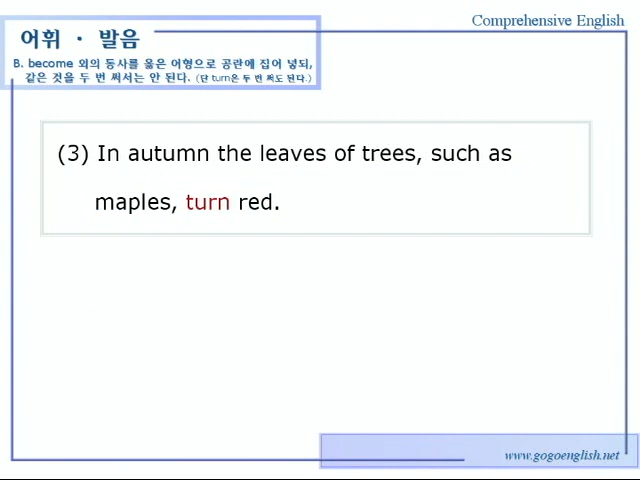 Comprehensive English
어휘 · 발음
B. become 외의 동사를 옳은 어형으로 공란에 집어 넣되,
같은 것을 두 번 써서는 안 된다. (단 turn은 두 번 써도 된다.)
(3) In autumn the leaves of trees, such as
maples, turn red.
www.gogoenglish.net